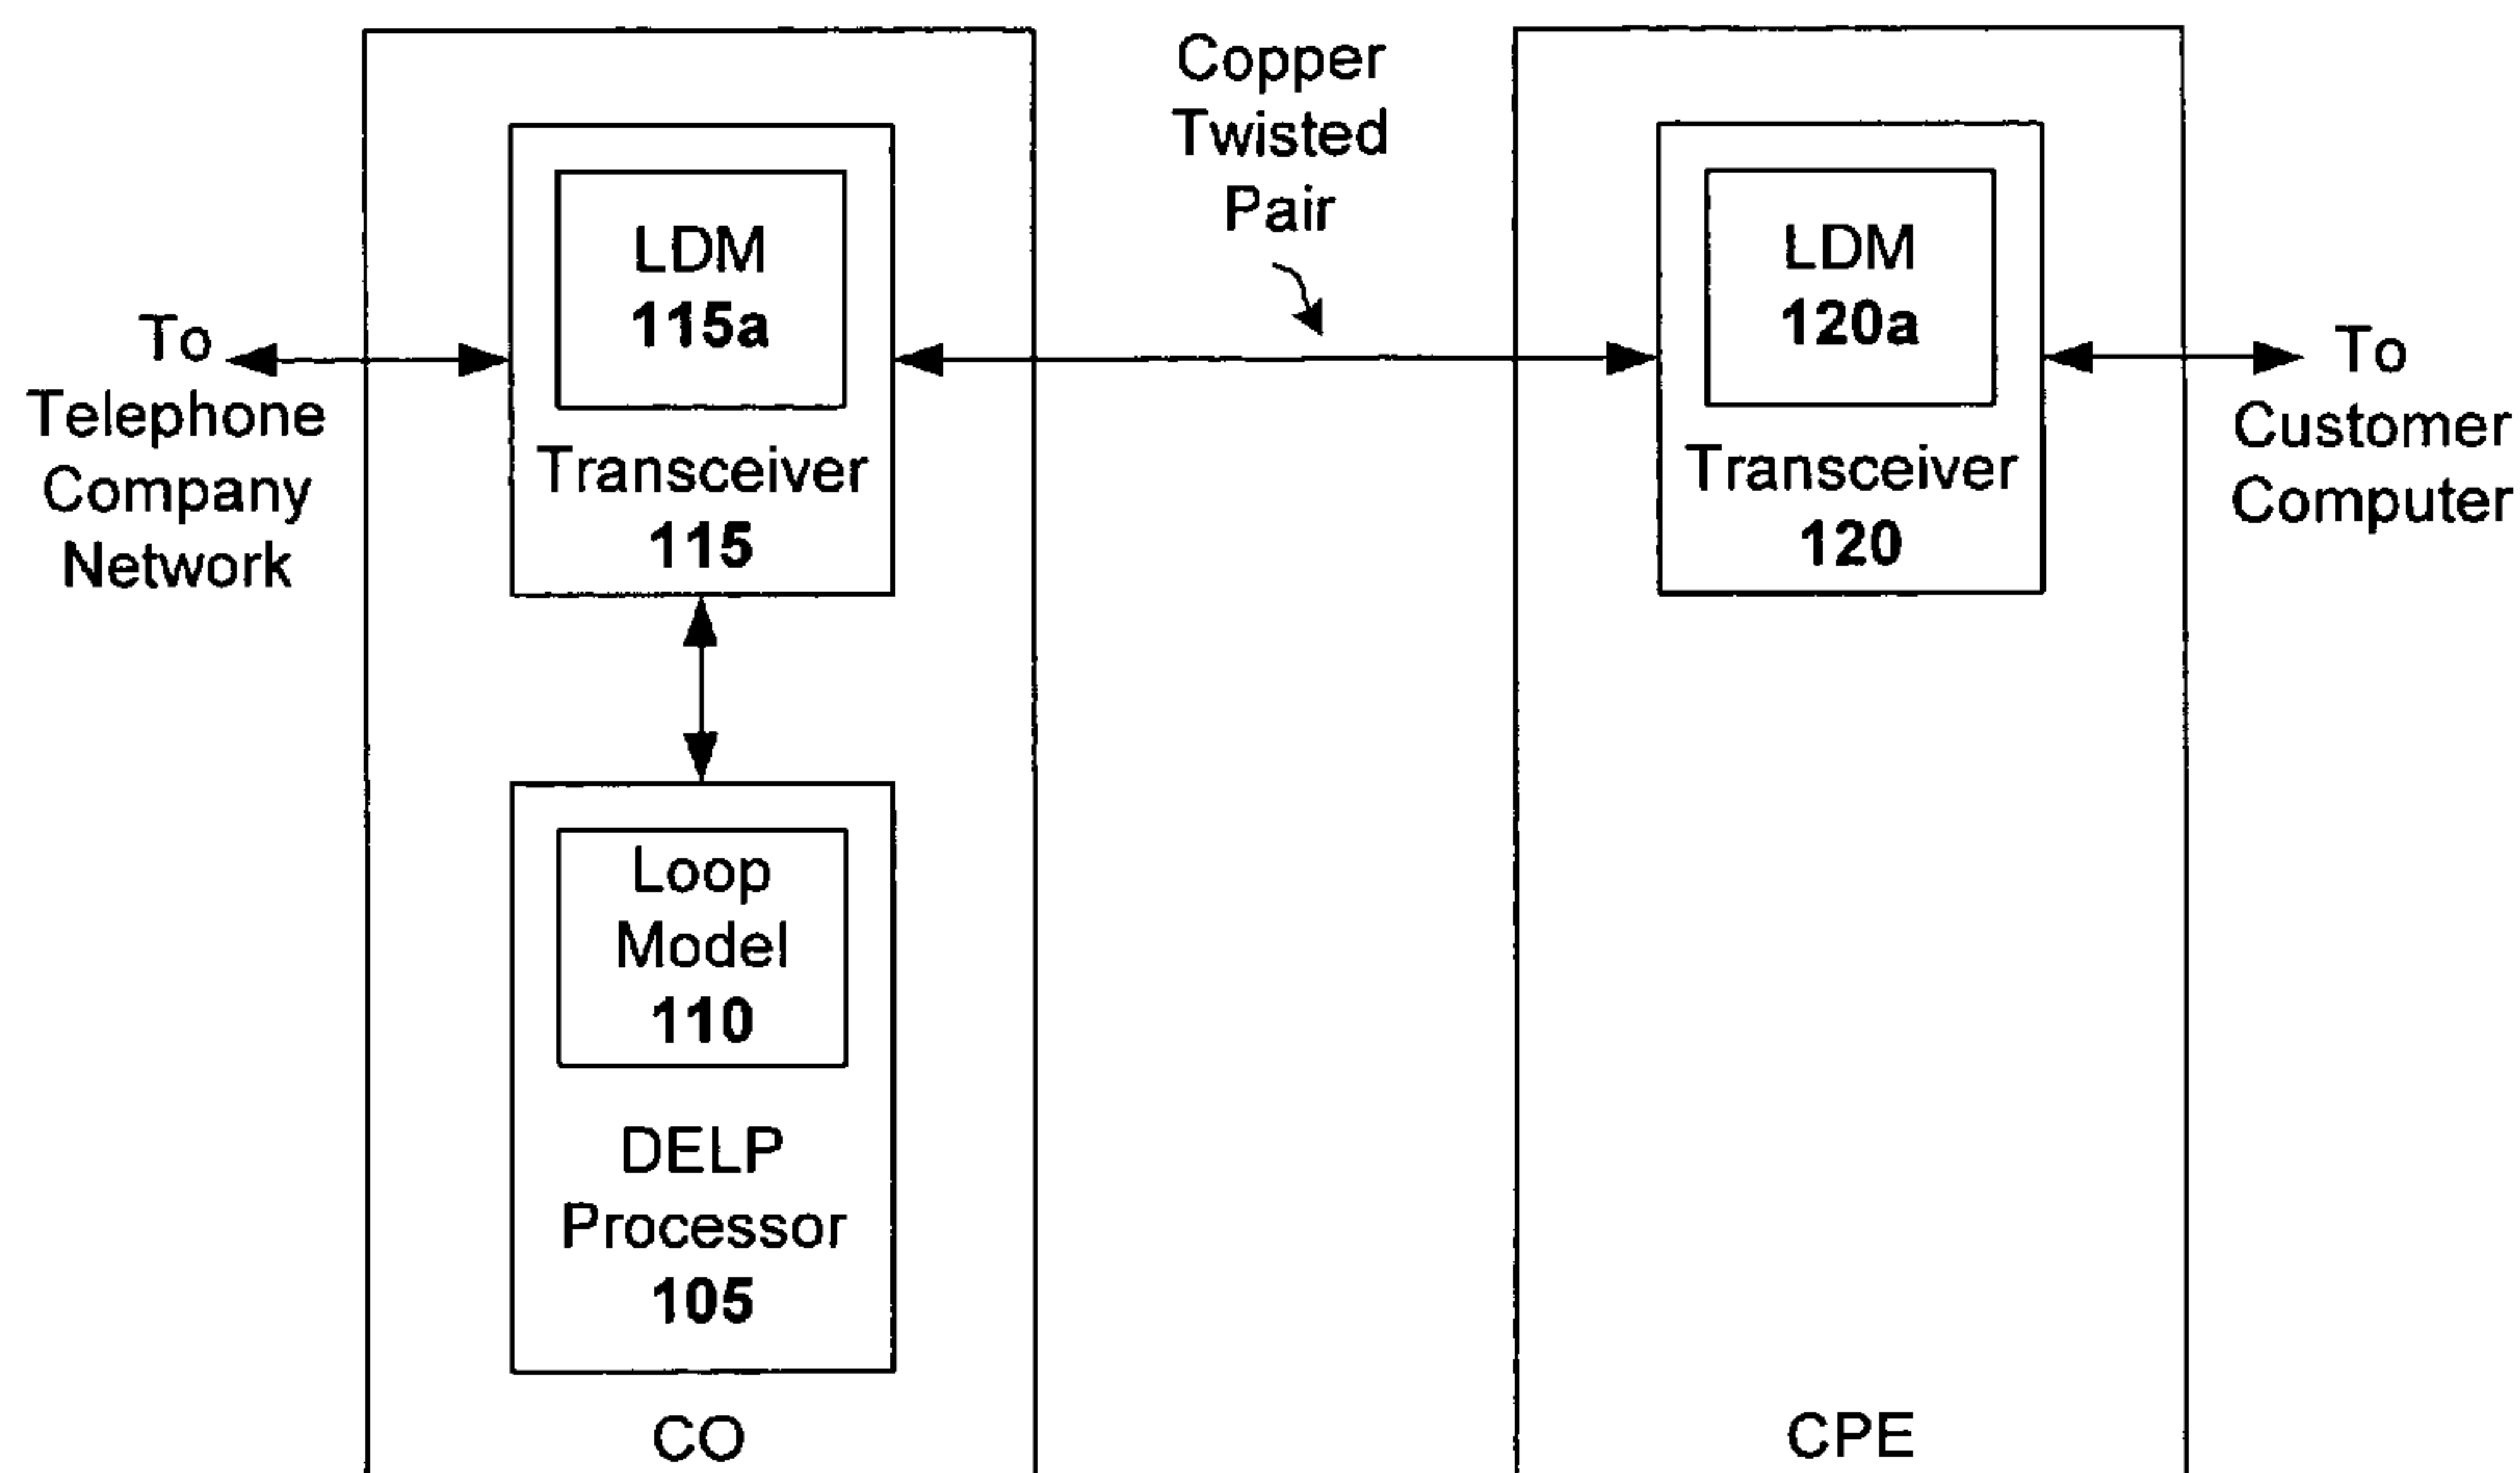 To
Telephone
Company
Network
LDM
115a
Transceiver
115
Loop
Model
110
DELP
Processor
105
CO
Copper
Twisted
Pair
LDM
120a
Transceiver
120
CPE
To
Customer
Computer